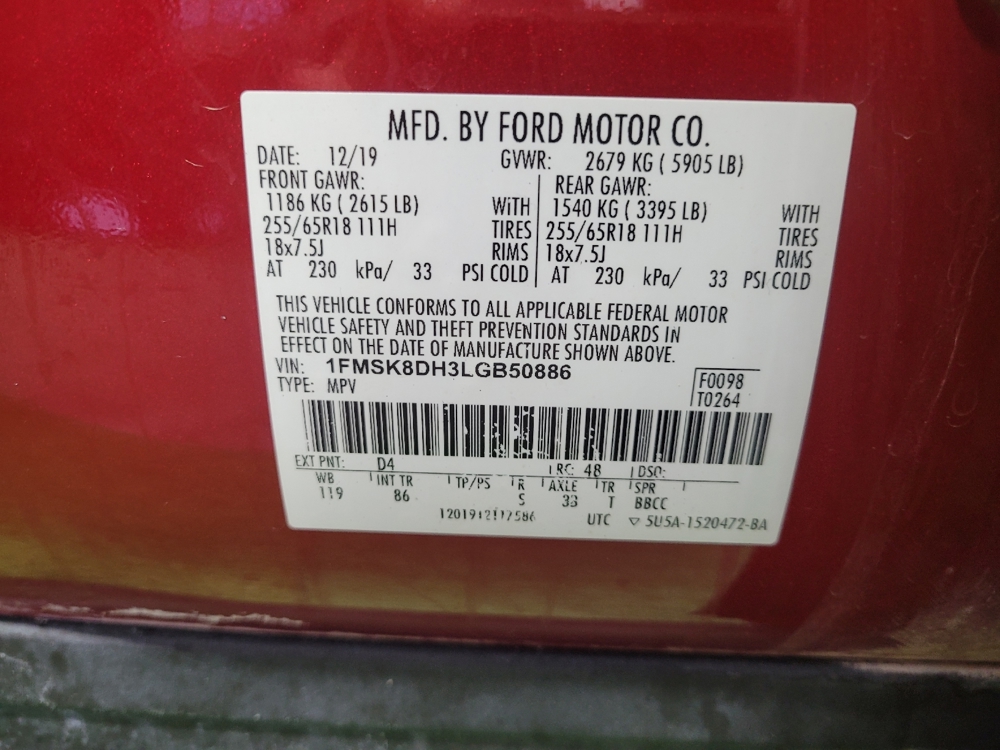 MFD. BY FORD MOTOR CO.
DATE: 12/19 GVWR: 2679 KG ( 5905 LB)
FRONT GAWR: REAR GAWR:
1186 KG ( 2615 LB) WiTH 1540 KG ( 3395 LB) WITH
255/65R18 111H TIRES 255/65R18 111H TIRES
18x7.5J RIMS 18x7.5J RIMS
AT 230 kPa/ 33 PSI COLD AT 230 kPa/ 33 PSI COLD
THIS VEHICLE CONFORMS TO ALL APPLICABLE FEDERAL MOTOR
VEHICLE SAFETY AND THEFT PREVENTION STANDARDS IN
EFFECT ON THE DATE OF MANUFACTURE SHOWN ABOVE.
VIN: 1FMSK8DH3LGB50886
TYPE: MPV
F0098
T0264
EXT PNT: D4 RC: 48 DSO:
WB INT TR TP/PS R AXLE TR SPR
119 86 S 33 T BBCC
UTC ▽ 5U5A-1520472-BA